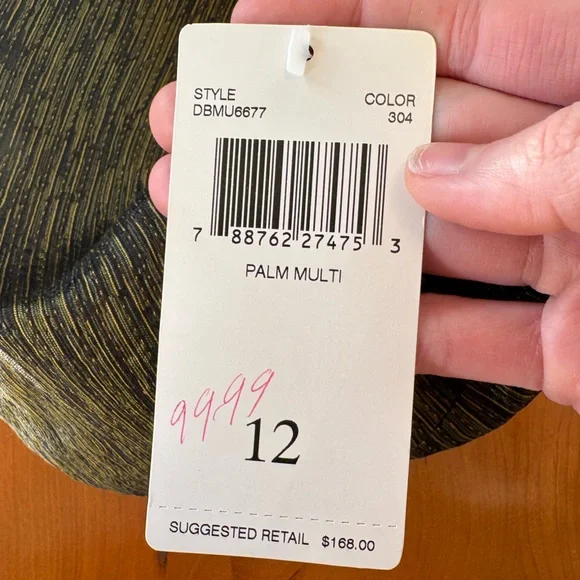 STYLE
DBMU6677
COLOR
304
7 88762 27475 3
PALM MULTI
99.99
12
SUGGESTED RETAIL $168.00